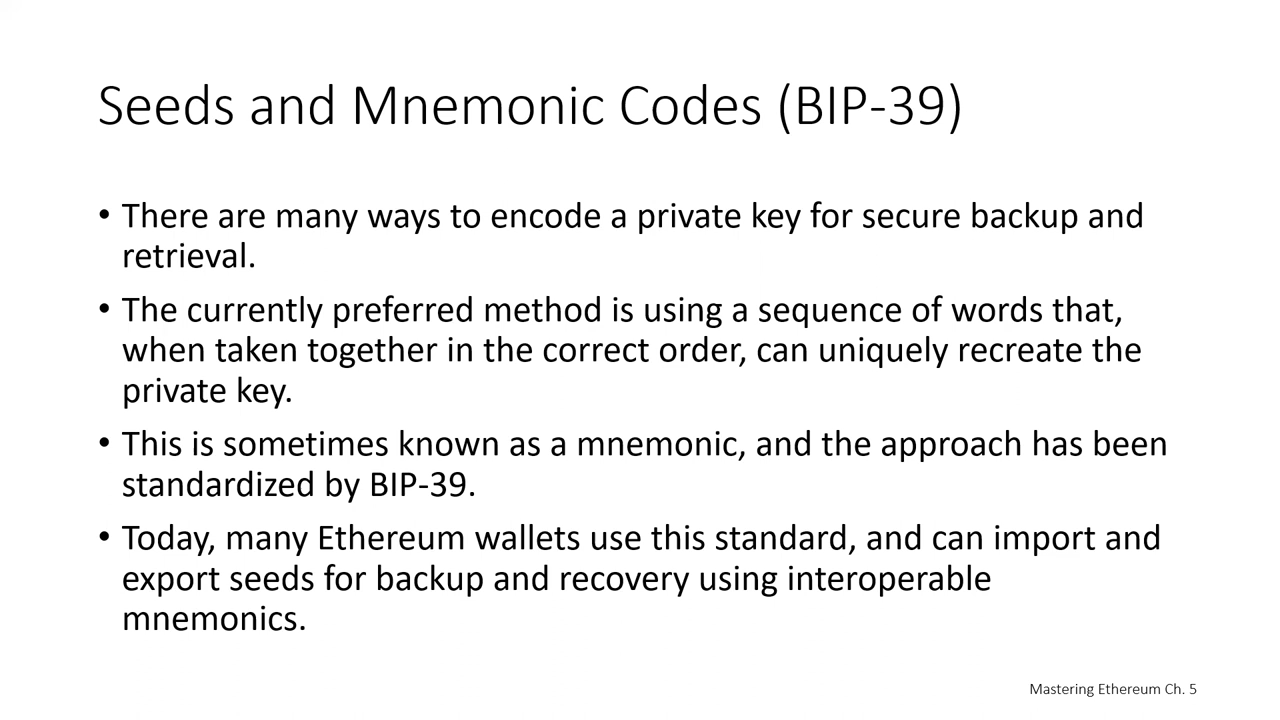 Seeds and Mnemonic Codes (BIP-39)
• There are many ways to encode a private key for secure backup and
retrieval.
• The currently preferred method is using a sequence of words that,
when taken together in the correct order, can uniquely recreate the
private key.
• This is sometimes known as a mnemonic, and the approach has been
standardized by BIP-39.
• Today, many Ethereum wallets use this standard, and can import and
export seeds for backup and recovery using interoperable
mnemonics.
Mastering Ethereum Ch. 5